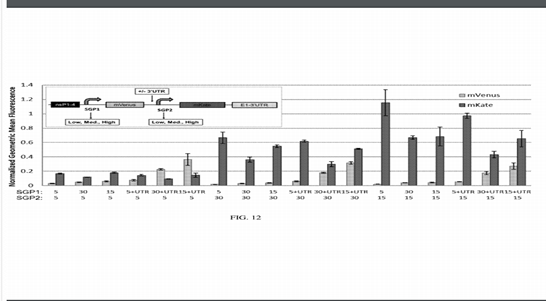 Normalized Geometric Mean Fluorescence
1.4
1.2
1
0.8
0.6
0.4
0.2
0
+/- 3'UTR
nsP1-4
mVenus
mKate
E1-3'UTR
SGP1
SGP2
Low, Med., High
Low, Med., High
mVenus
mKate
SGP1: 5 30 15 5+UTR 30+UTR 15+UTR 5 30 15 5+UTR 30+UTR 15+UTR 5 30 15 5+UTR 30+UTR 15+UTR
SGP2: 5 5 5 5 5 5 30 30 30 30 30 30 15 15 15 15 15 15
FIG. 12